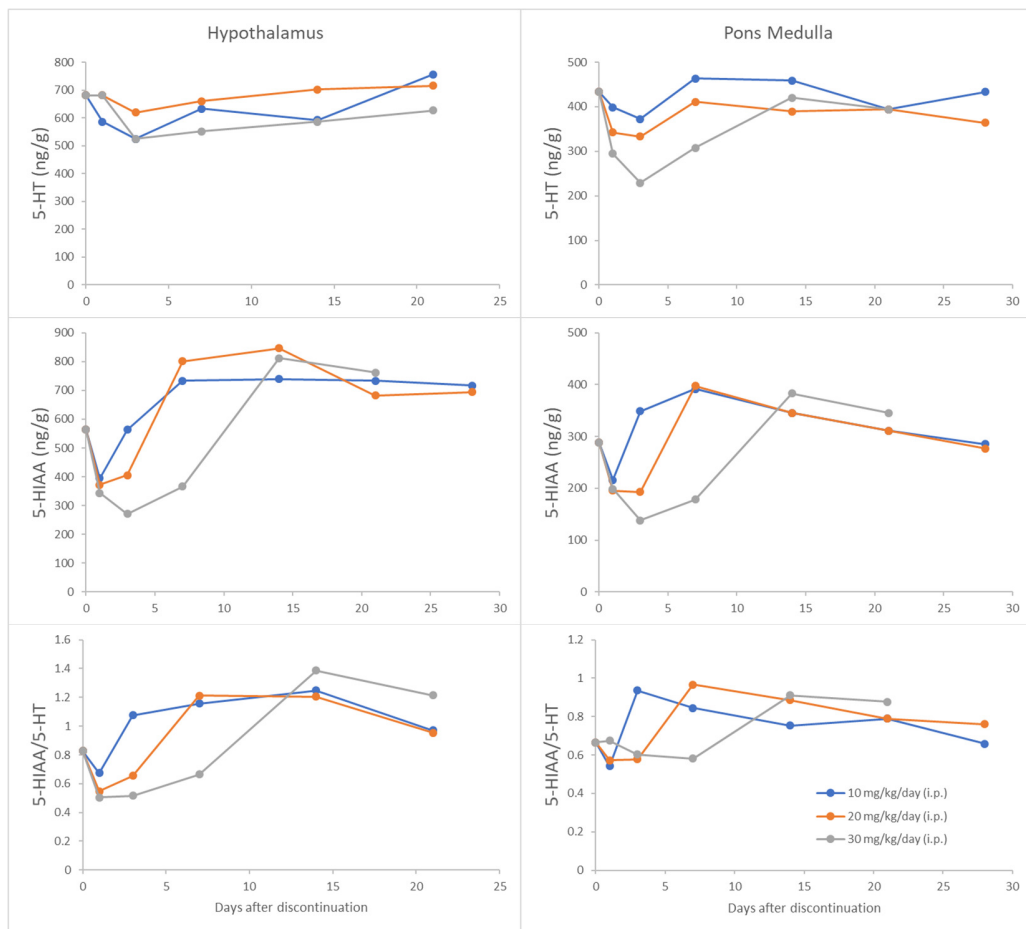 Hypothalamus
800
700
600
500
400
300
200
100
0
0 5 10 15 20 25
5-HT (ng/g)
Pons Medulla
500
400
300
200
100
0
0 5 10 15 20 25 30
5-HT (ng/g)
900
800
700
600
500
400
300
200
100
0
0 5 10 15 20 25 30
5-HIAA (ng/g)
500
400
300
200
100
0
0 5 10 15 20 25 30
5-HIAA (ng/g)
1.6
1.4
1.2
1
0.8
0.6
0.4
0.2
0
0 5 10 15 20 25
5-HIAA/5-HT
Days after discontinuation
1.2
1
0.8
0.6
0.4
0.2
0
0 5 10 15 20 25 30
5-HIAA/5-HT
10 mg/kg/day (i.p.)
20 mg/kg/day (i.p.)
30 mg/kg/day (i.p.)
Days after discontinuation